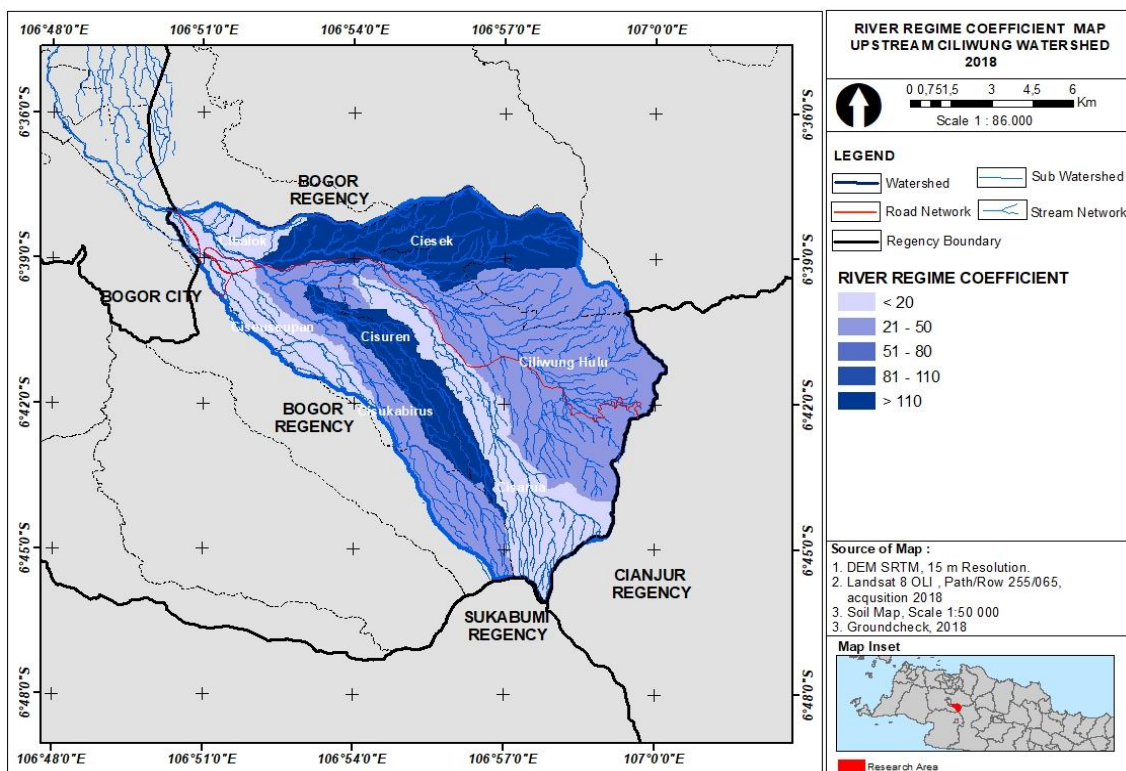 106°48'0"E 106°51'0"E 106°54'0"E 106°57'0"E 107°0'0"E
6°36'0"S 6°36'0"S
6°39'0"S 6°39'0"S
6°42'0"S 6°42'0"S
6°45'0"S 6°45'0"S
6°48'0"S 6°48'0"S
BOGOR
REGENCY
Cibalok
Ciesek
BOGOR CITY
Ciseuseupan
Cisuren
Ciliwung Hulu
BOGOR
REGENCY
Cisukabirus
Cisarua
CIANJUR
REGENCY
SUKABUMI
REGENCY
106°48'0"E 106°51'0"E 106°54'0"E 106°57'0"E 107°0'0"E
RIVER REGIME COEFFICIENT MAP
UPSTREAM CILIWUNG WATERSHED
2018
0 0,751,5 3 4,5 6
Km
Scale 1 : 86.000
LEGEND
Watershed Sub Watershed
Road Network Stream Network
Regency Boundary
RIVER REGIME COEFFICIENT
< 20
21 - 50
51 - 80
81 - 110
> 110
Source of Map :
1. DEM SRTM, 15 m Resolution.
2. Landsat 8 OLI , Path/Row 255/065,
acqusition 2018
3. Soil Map, Scale 1:50 000
3. Groundcheck, 2018
Map Inset
Research Area